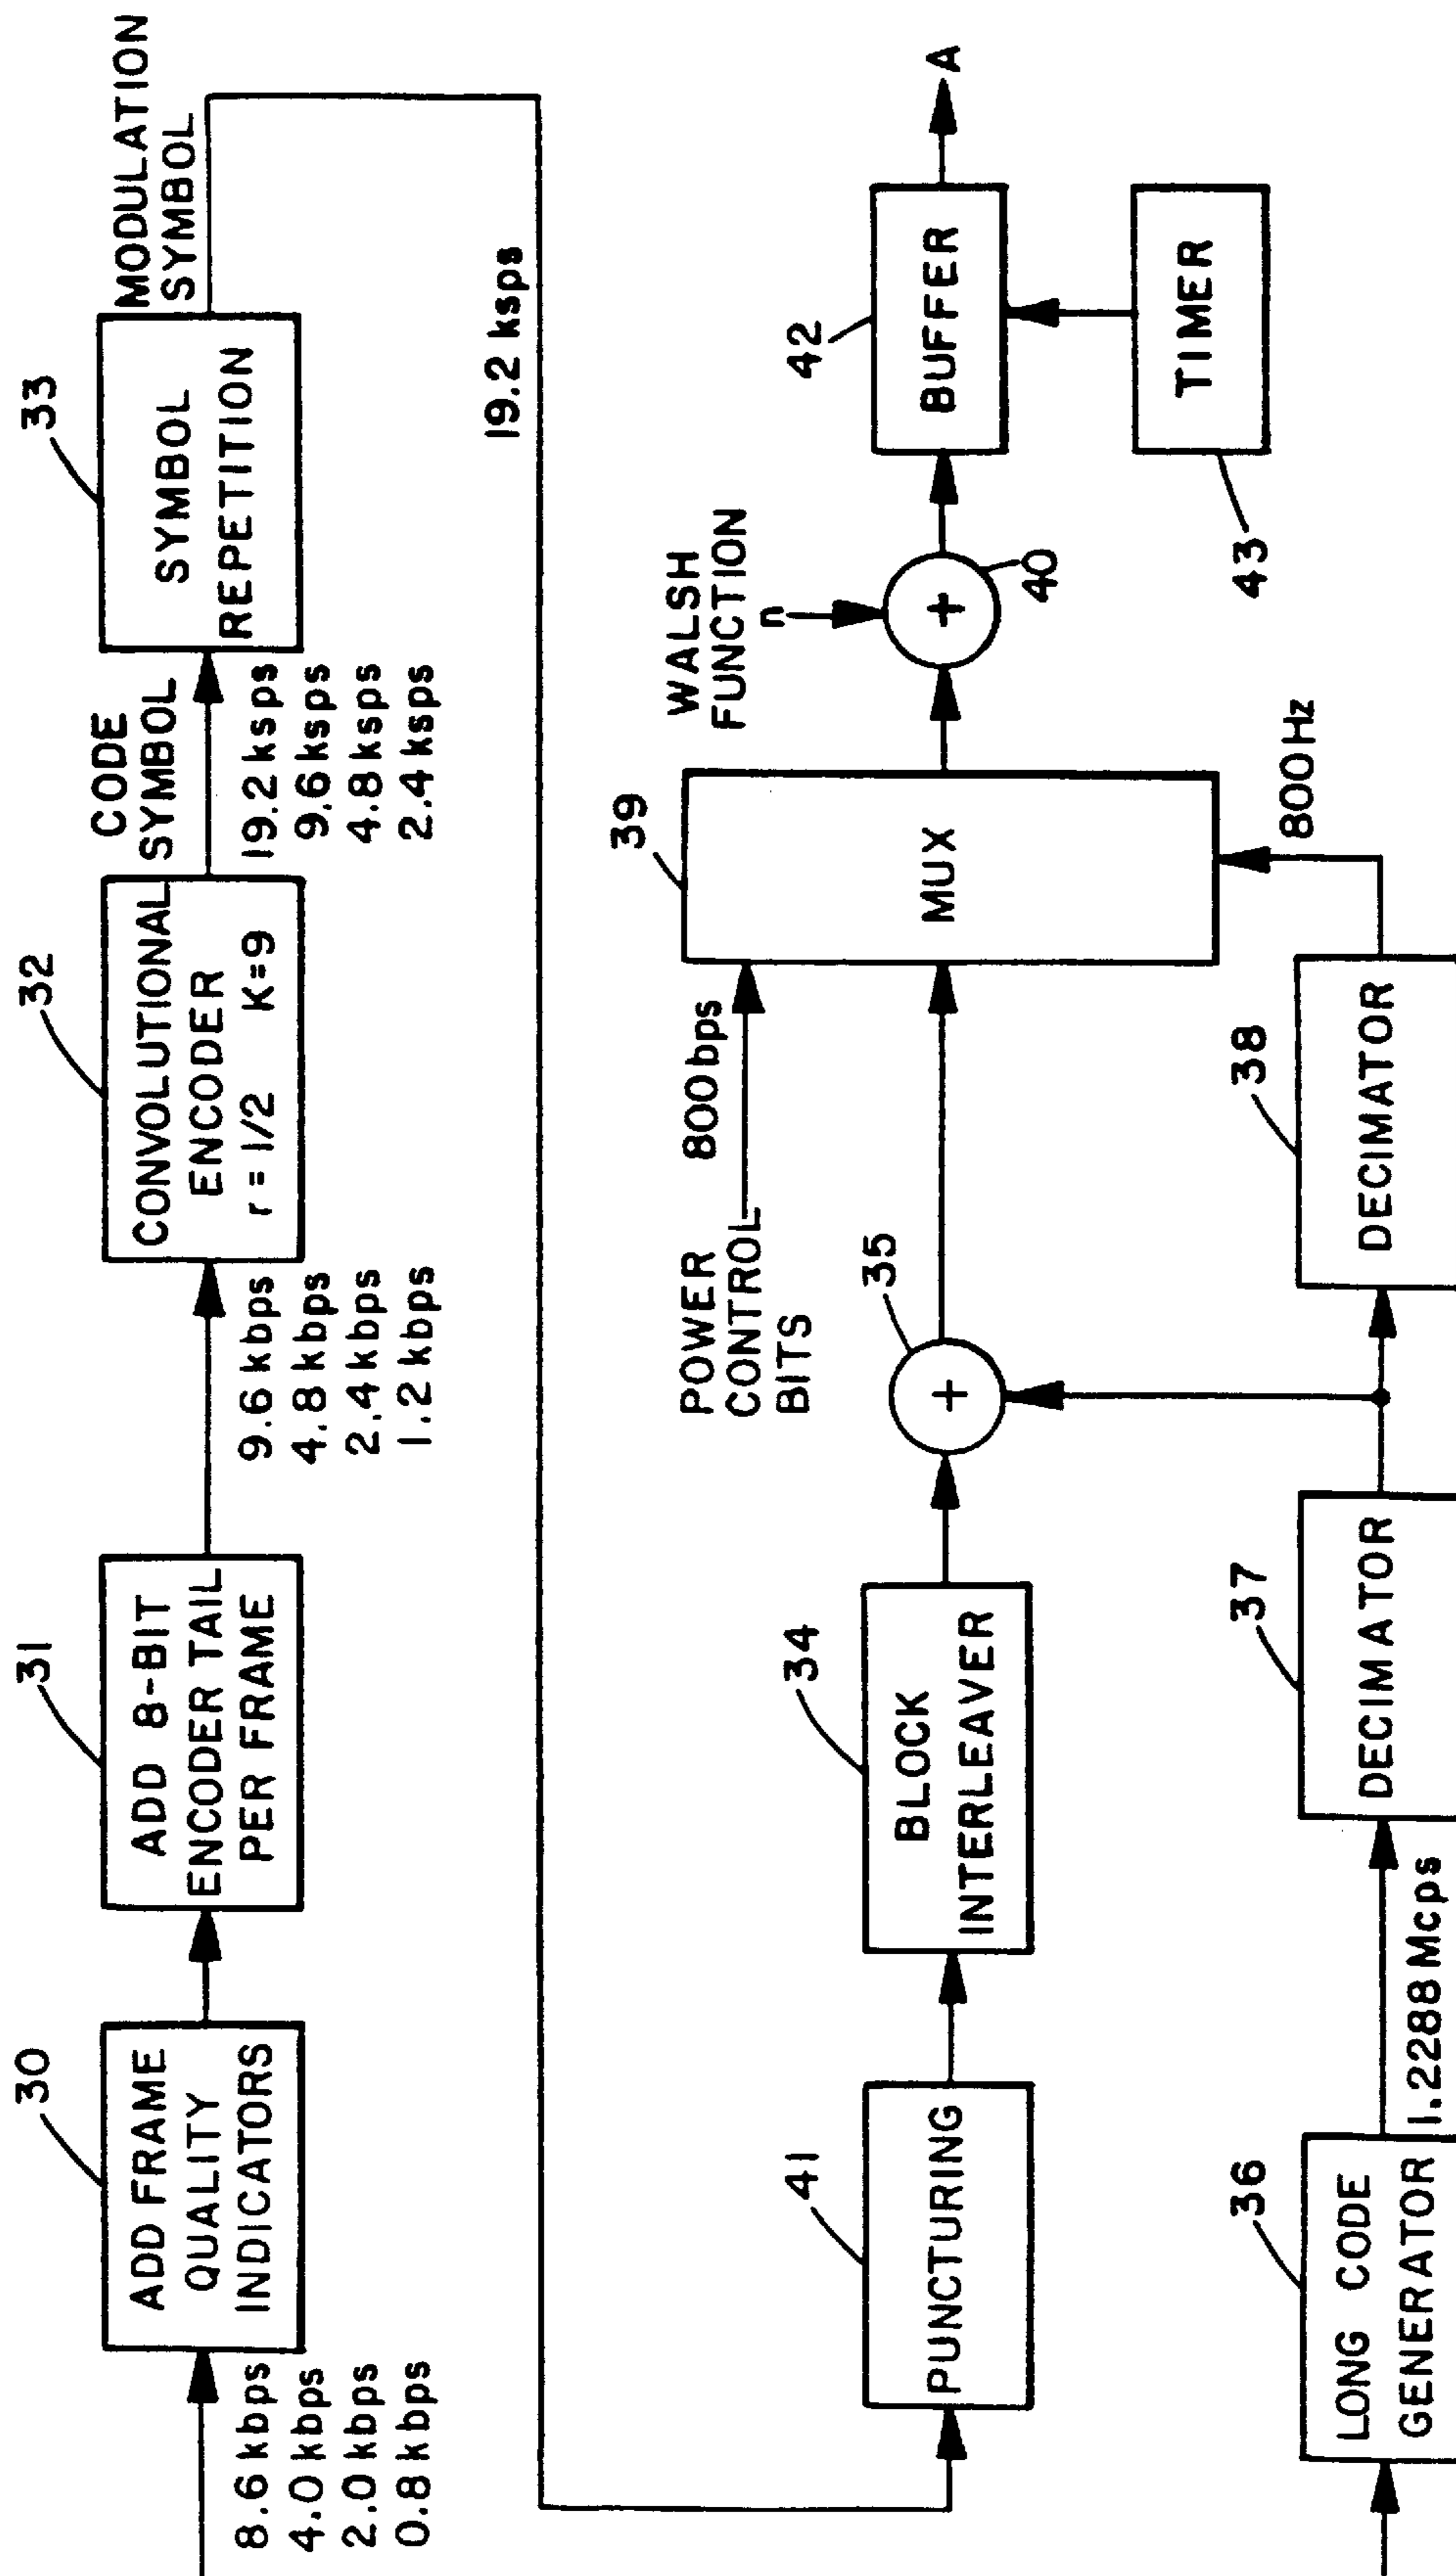 30
ADD FRAME
QUALITY
INDICATORS
8.6 kbps
4.0 kbps
2.0 kbps
0.8 kbps
31
ADD 8-BIT
ENCODER TAIL
PER FRAME
9.6 kbps
4.8 kbps
2.4 kbps
1.2 kbps
32
CONVOLUTIONAL
ENCODER
r = 1/2 K=9
CODE
SYMBOL
19.2 ksps
9.6 ksps
4.8 ksps
2.4 ksps
33
SYMBOL
REPETITION
MODULATION
SYMBOL
19.2 ksps
41
PUNCTURING
34
BLOCK
INTERLEAVER
35
+
POWER
CONTROL
BITS
800 bps
39
MUX
WALSH
FUNCTION
n
+
40
42
BUFFER
A
43
TIMER
36
LONG CODE
GENERATOR
1.2288 Mcps
37
DECIMATOR
38
DECIMATOR
800 Hz